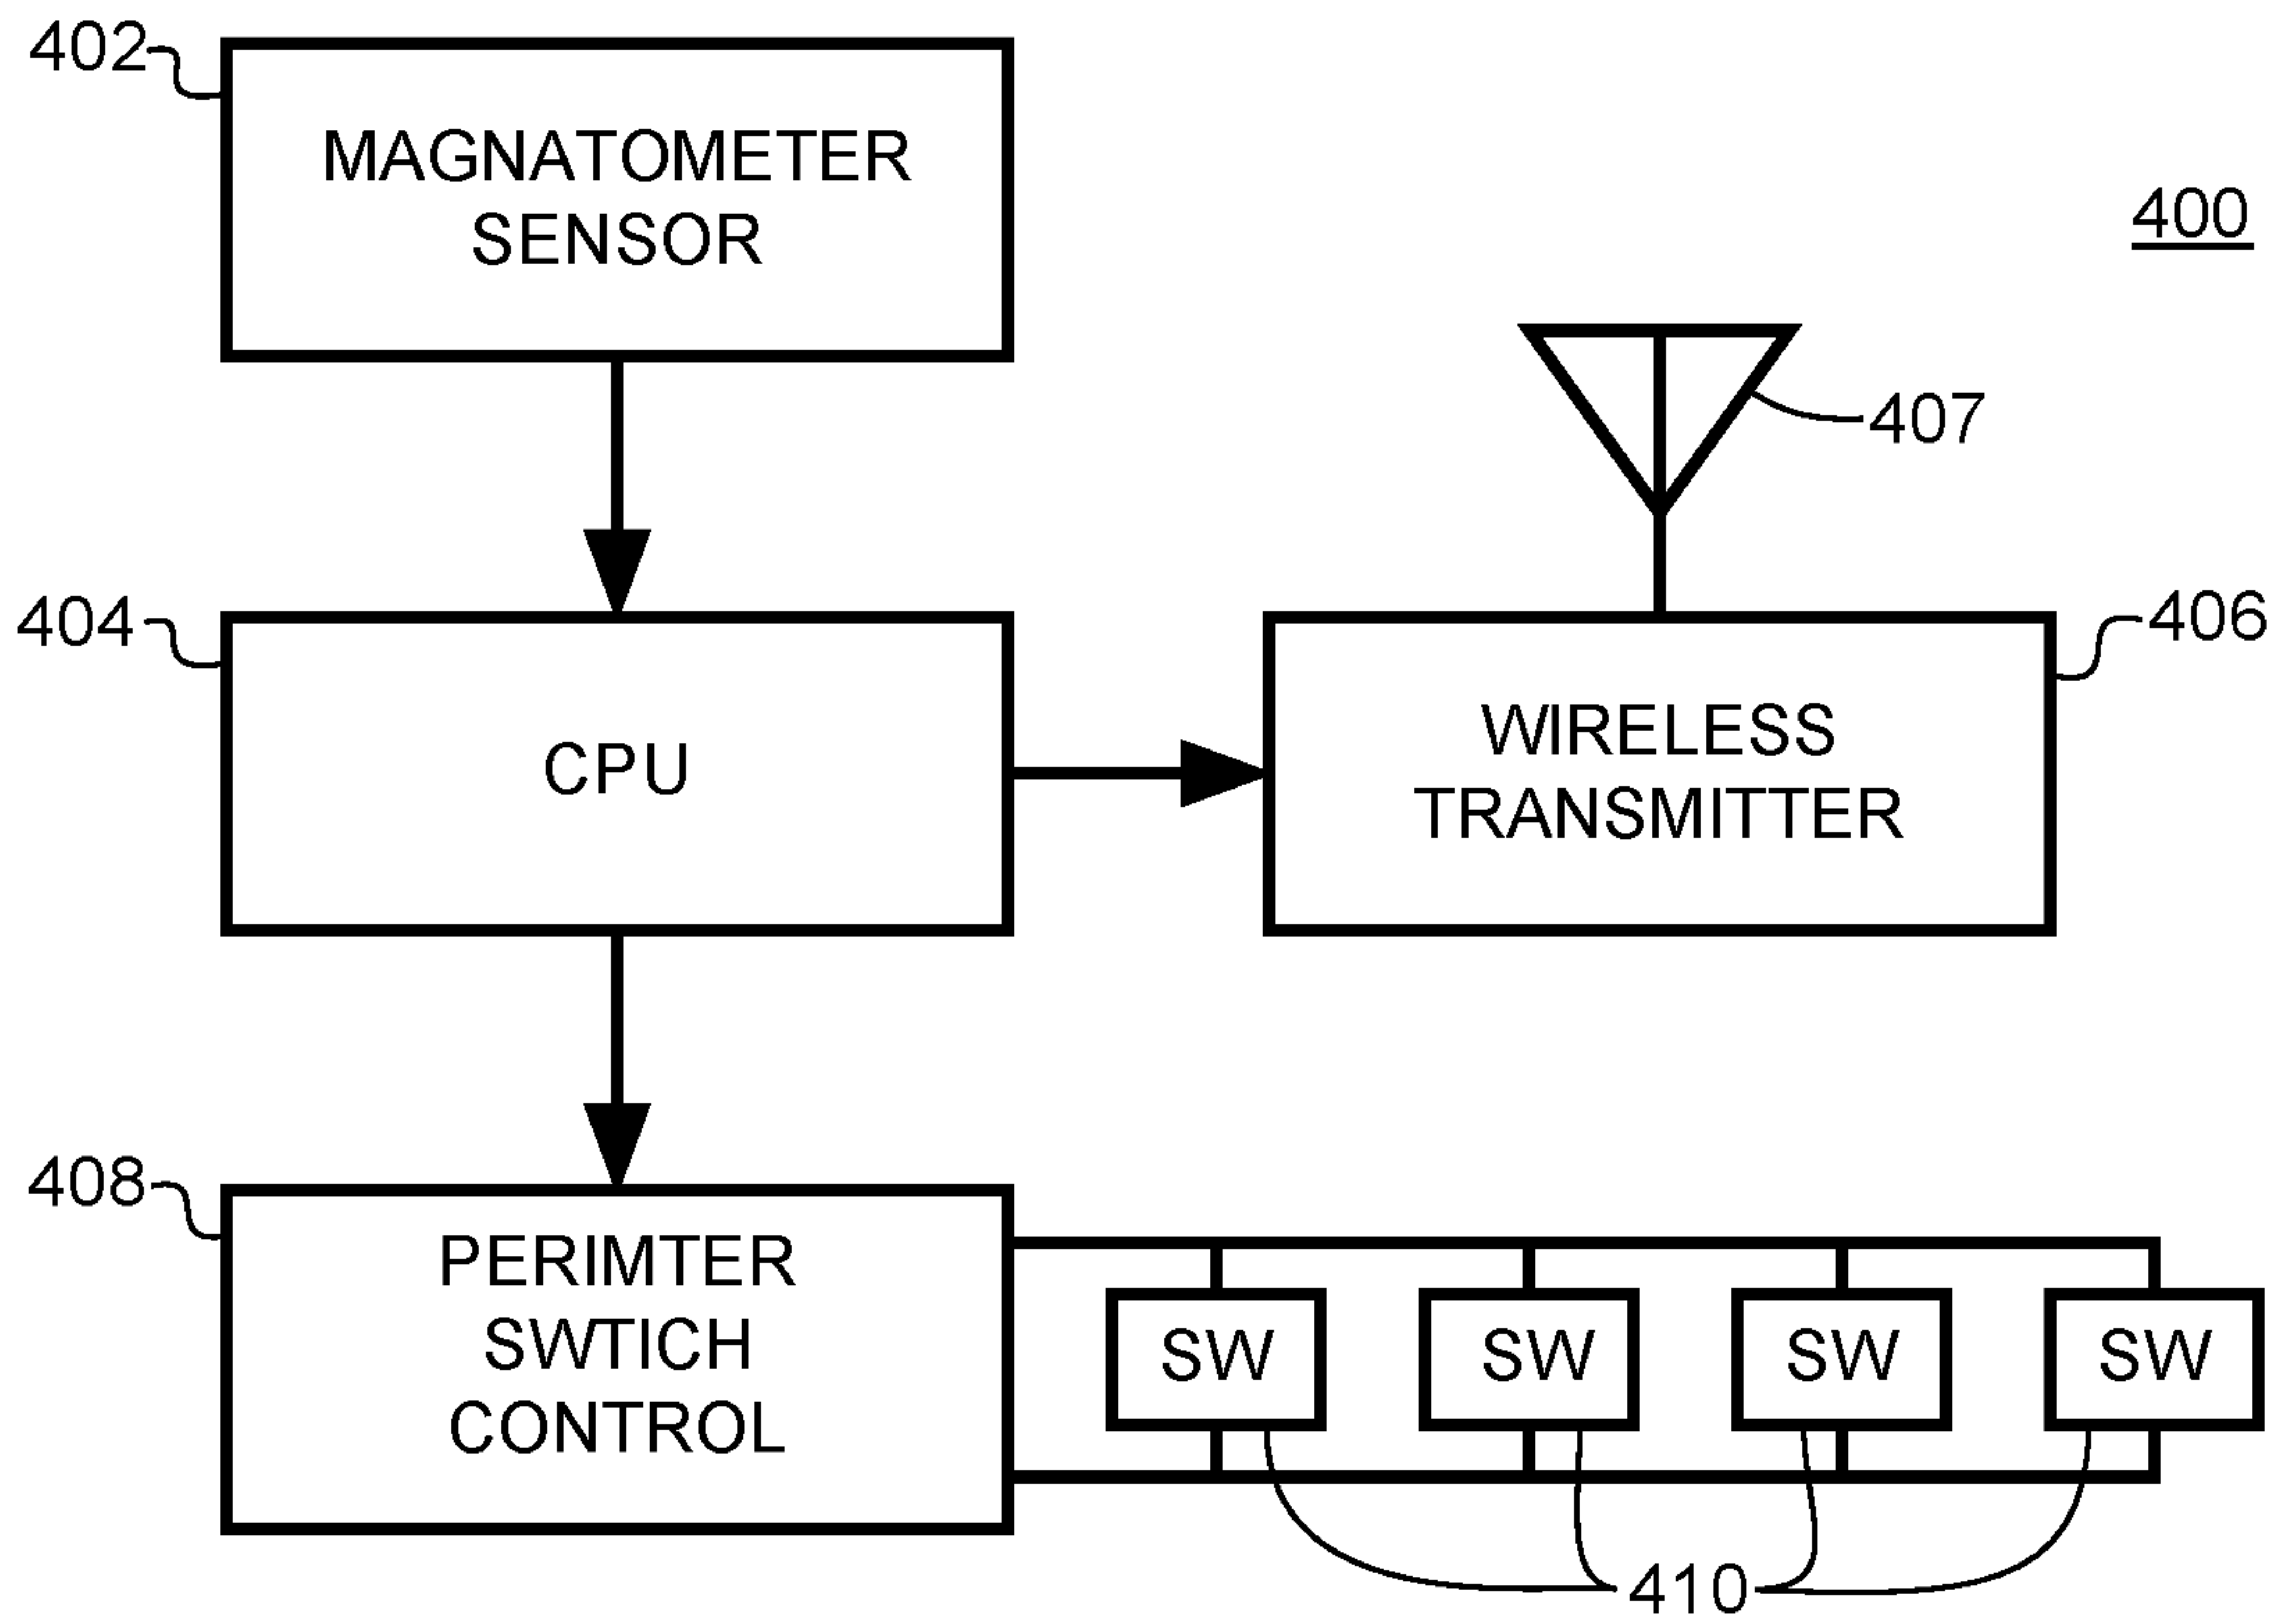 402
MAGNATOMETER
SENSOR
400
407
404
CPU
406
WIRELESS
TRANSMITTER
408
PERIMTER
SWTICH
CONTROL
SW
SW
SW
SW
410